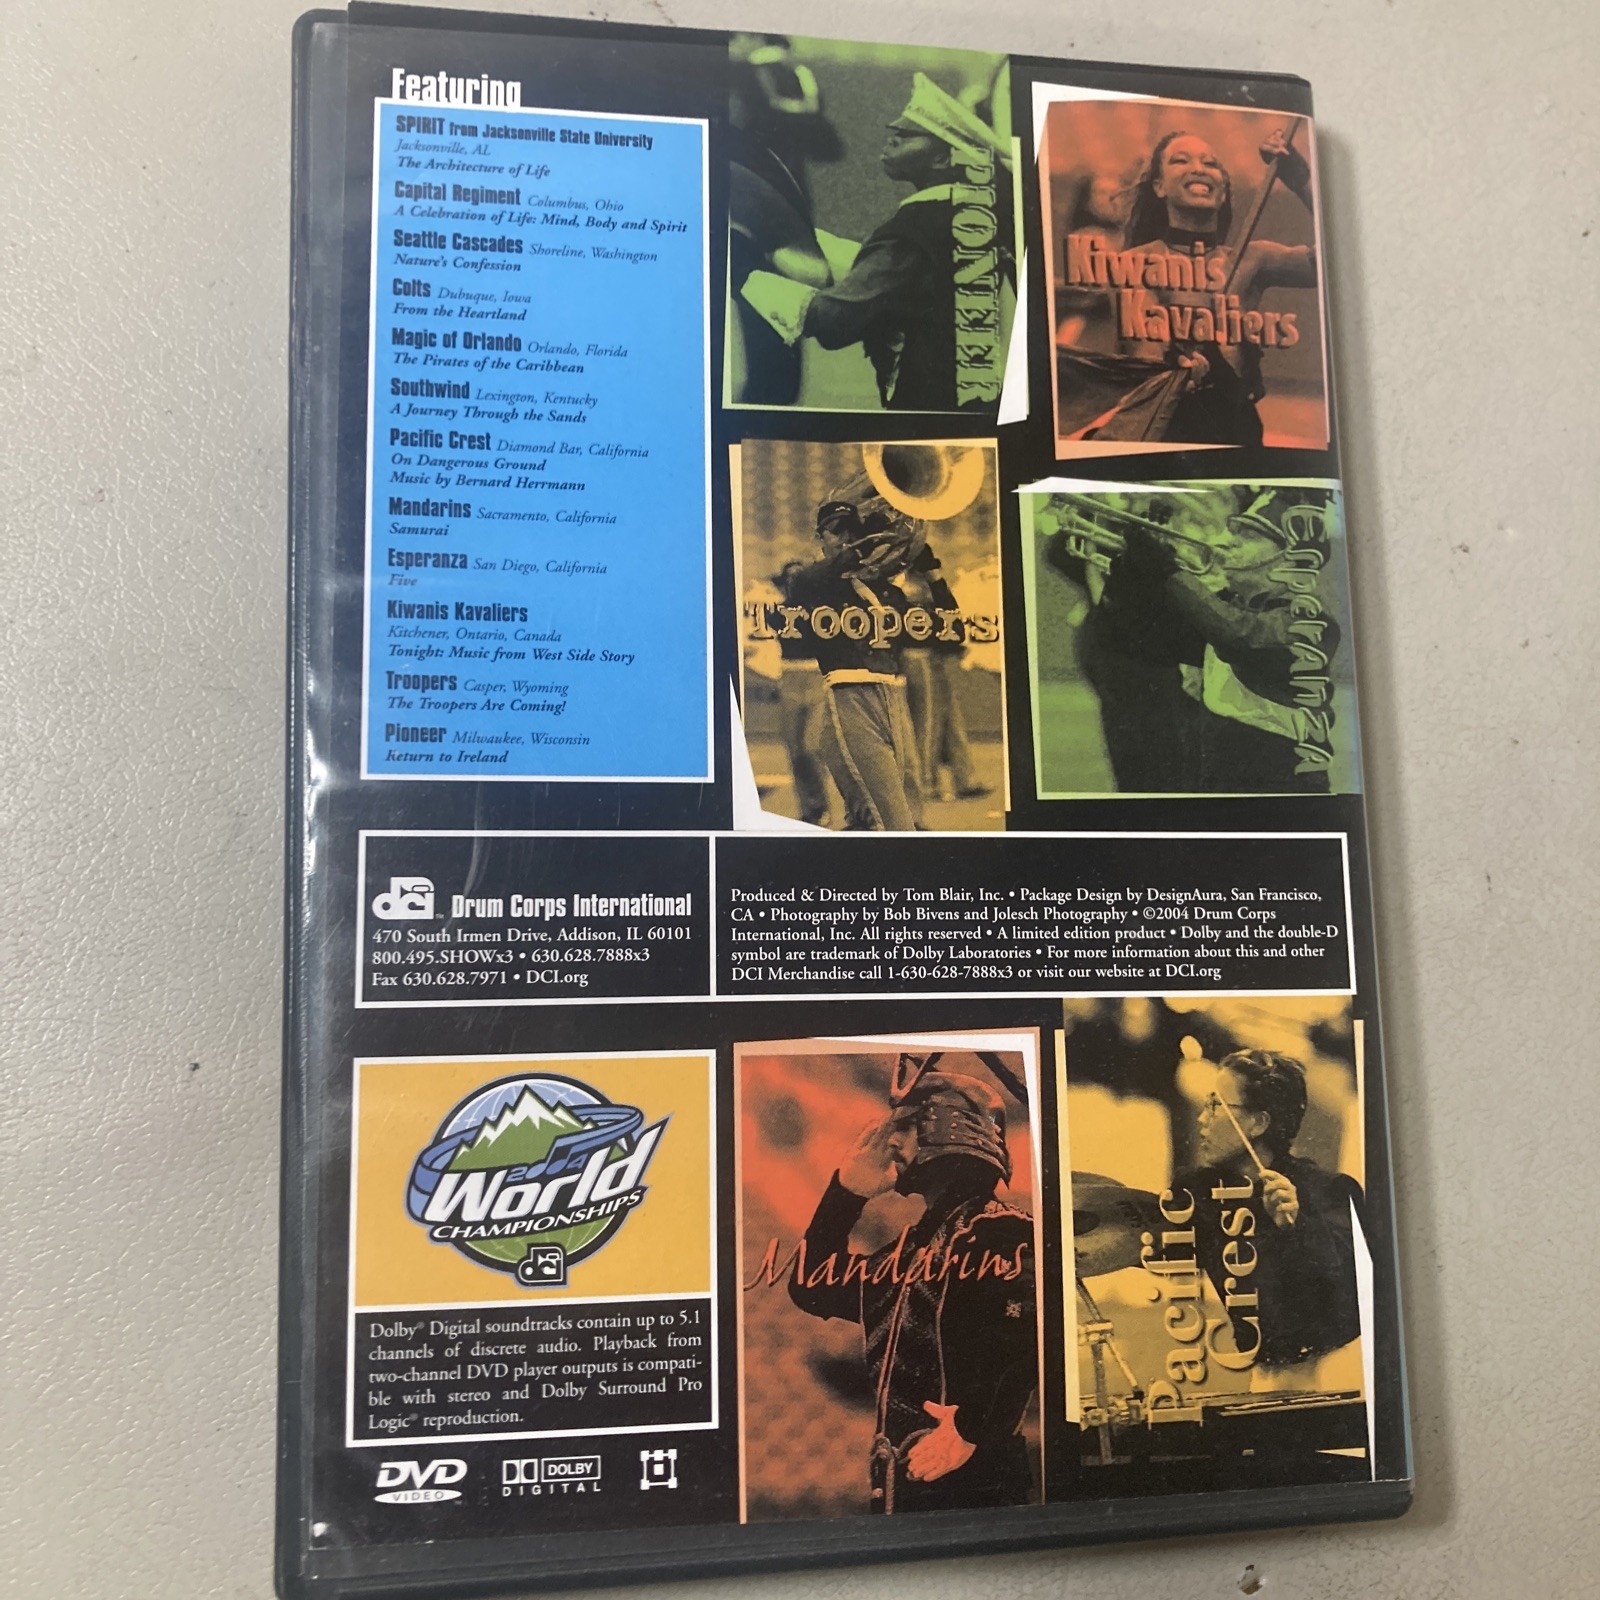 Featuring
SPIRIT from Jacksonville State University
Jacksonville, AL
The Architecture of Life
Capital Regiment Columbus, Ohio
A Celebration of Life: Mind, Body and Spirit
Seattle Cascades Shoreline, Washington
Nature's Confession
Colts Dubuque, Iowa
From the Heartland
Magic of Orlando Orlando, Florida
The Pirates of the Caribbean
Southwind Lexington, Kentucky
A Journey Through the Sands
Pacific Crest Diamond Bar, California
On Dangerous Ground
Music by Bernard Herrmann
Mandarins Sacramento, California
Samurai
Esperanza San Diego, California
Five
Kiwanis Kavaliers
Kitchener, Ontario, Canada
Tonight: Music from West Side Story
Troopers Casper, Wyoming
The Troopers Are Coming!
Pioneer Milwaukee, Wisconsin
Return to Ireland
PIONEER
Kiwanis
Kavaliers
Troopers
EsperAnzA
dci™ Drum Corps International
470 South Irmen Drive, Addison, IL 60101
800.495.SHOWx3 • 630.628.7888x3
Fax 630.628.7971 • DCI.org
Produced & Directed by Tom Blair, Inc. • Package Design by DesignAura, San Francisco,
CA • Photography by Bob Bivens and Jolesch Photography • ©2004 Drum Corps
International, Inc. All rights reserved • A limited edition product • Dolby and the double-D
symbol are trademark of Dolby Laboratories • For more information about this and other
DCI Merchandise call 1-630-628-7888x3 or visit our website at DCI.org
2004
World
CHAMPIONSHIPS
dci
Dolby® Digital soundtracks contain up to 5.1
channels of discrete audio. Playback from
two-channel DVD player outputs is compati-
ble with stereo and Dolby Surround Pro
Logic® reproduction.
DVD
VIDEO™
DOLBY
DIGITAL
Mandarins
Pacific
Crest